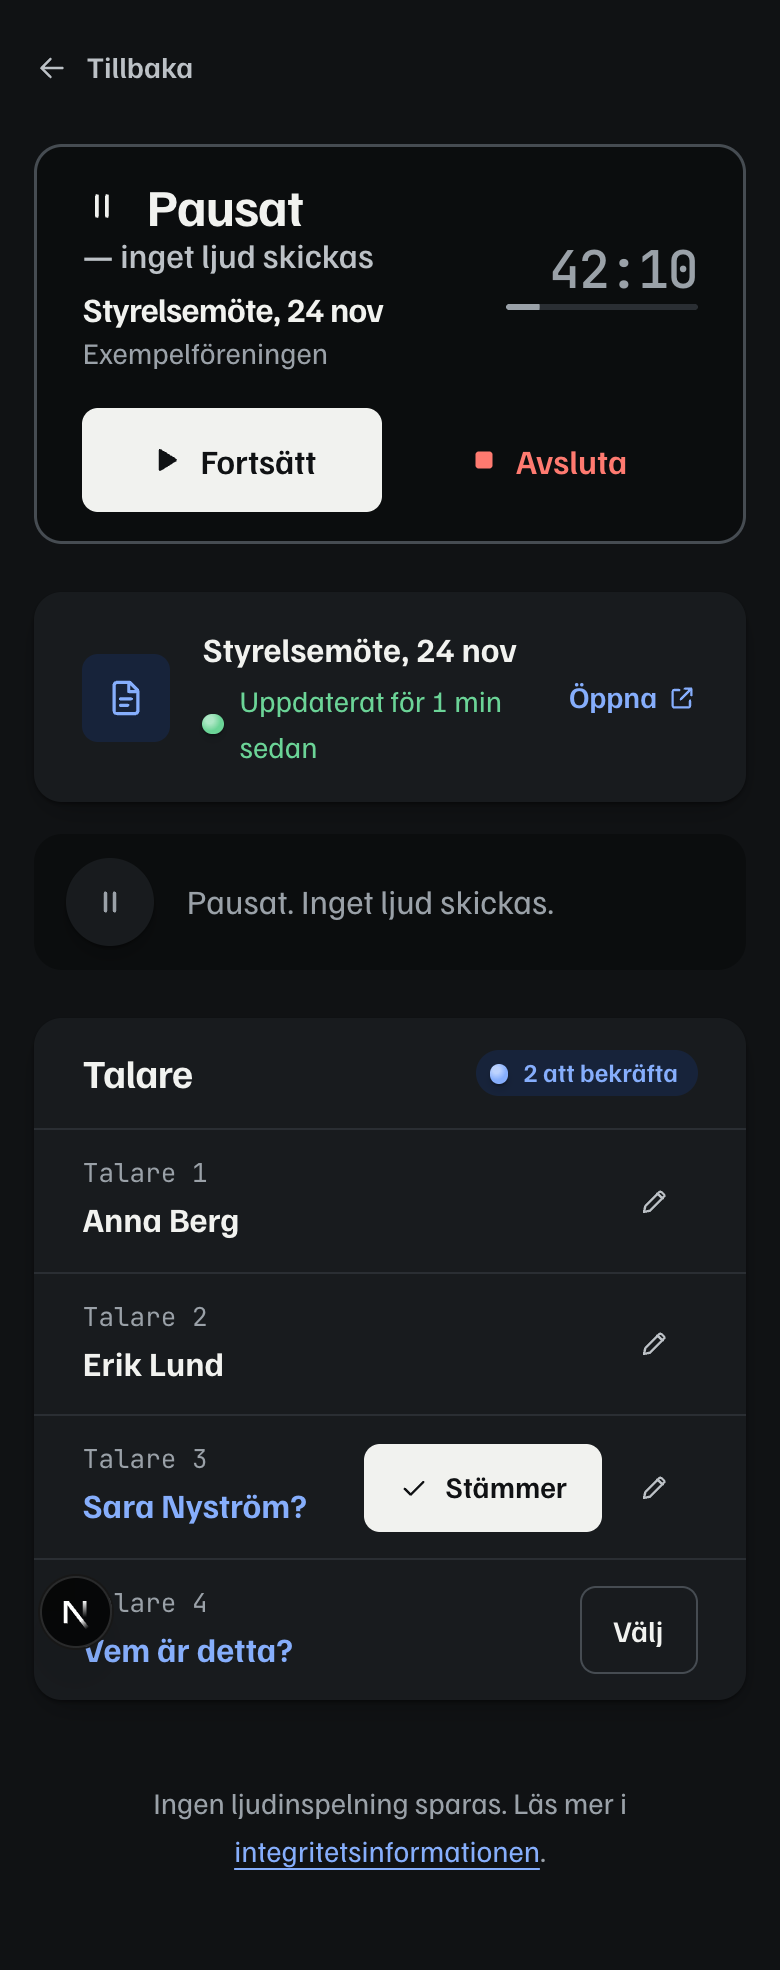 Tillbaka
Pausat
— inget ljud skickas
42:10
Styrelsemöte, 24 nov
Exempelföreningen
Fortsätt
Avsluta
Styrelsemöte, 24 nov
Uppdaterat för 1 min
sedan
Öppna
Pausat. Inget ljud skickas.
Talare
2 att bekräfta
Talare 1
Anna Berg
Talare 2
Erik Lund
Talare 3
Sara Nyström?
Stämmer
N
lare 4
Vem är detta?
Välj
Ingen ljudinspelning sparas. Läs mer i
integritetsinformationen.